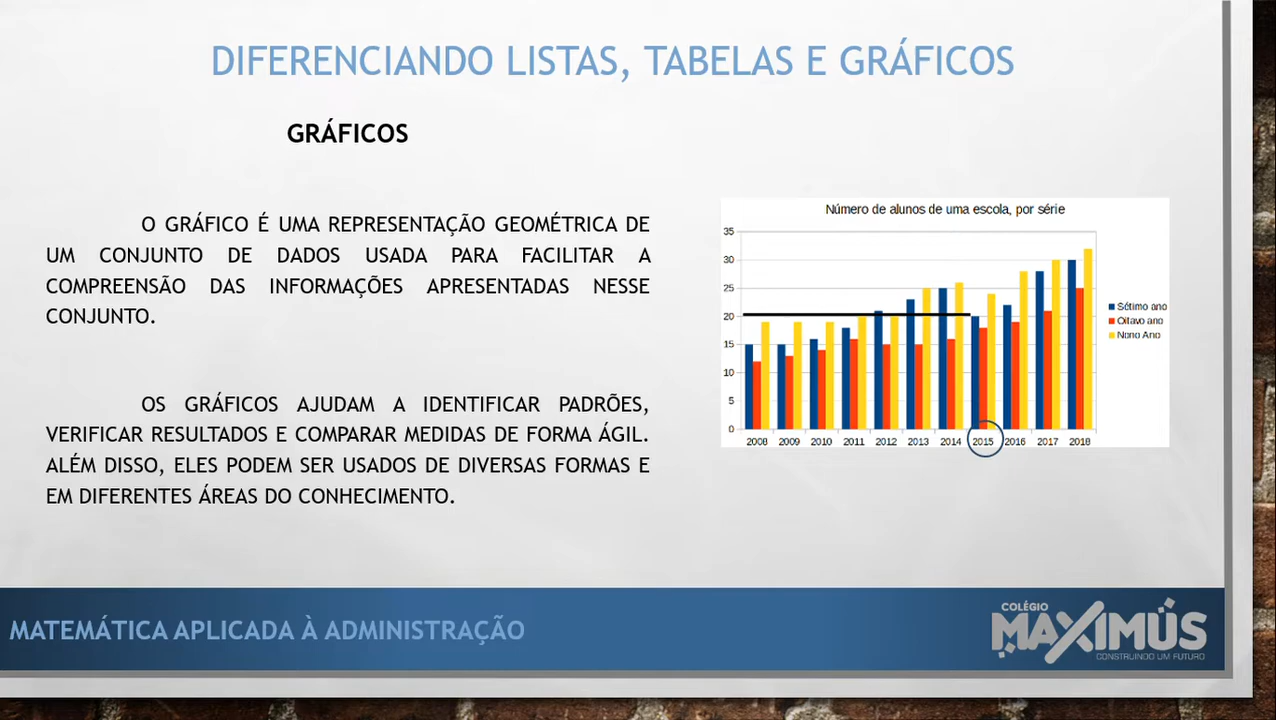 DIFERENCIANDO LISTAS, TABELAS E GRÁFICOS
GRÁFICOS
O GRÁFICO É UMA REPRESENTAÇÃO GEOMÉTRICA DE
UM CONJUNTO DE DADOS USADA PARA FACILITAR A
COMPREENSÃO DAS INFORMAÇÕES APRESENTADAS NESSE
CONJUNTO.
OS GRÁFICOS AJUDAM A IDENTIFICAR PADRÕES,
VERIFICAR RESULTADOS E COMPARAR MEDIDAS DE FORMA ÁGIL.
ALÉM DISSO, ELES PODEM SER USADOS DE DIVERSAS FORMAS E
EM DIFERENTES ÁREAS DO CONHECIMENTO.
Número de alunos de uma escola, por série
35
30
25
20
15
10
5
0
2008 2009 2010 2011 2012 2013 2014 2015 2016 2017 2018
Sétimo ano
Oitavo ano
Nono Ano
MATEMÁTICA APLICADA À ADMINISTRAÇÃO
COLÉGIO
MAXIMÚS
CONSTRUINDO UM FUTURO